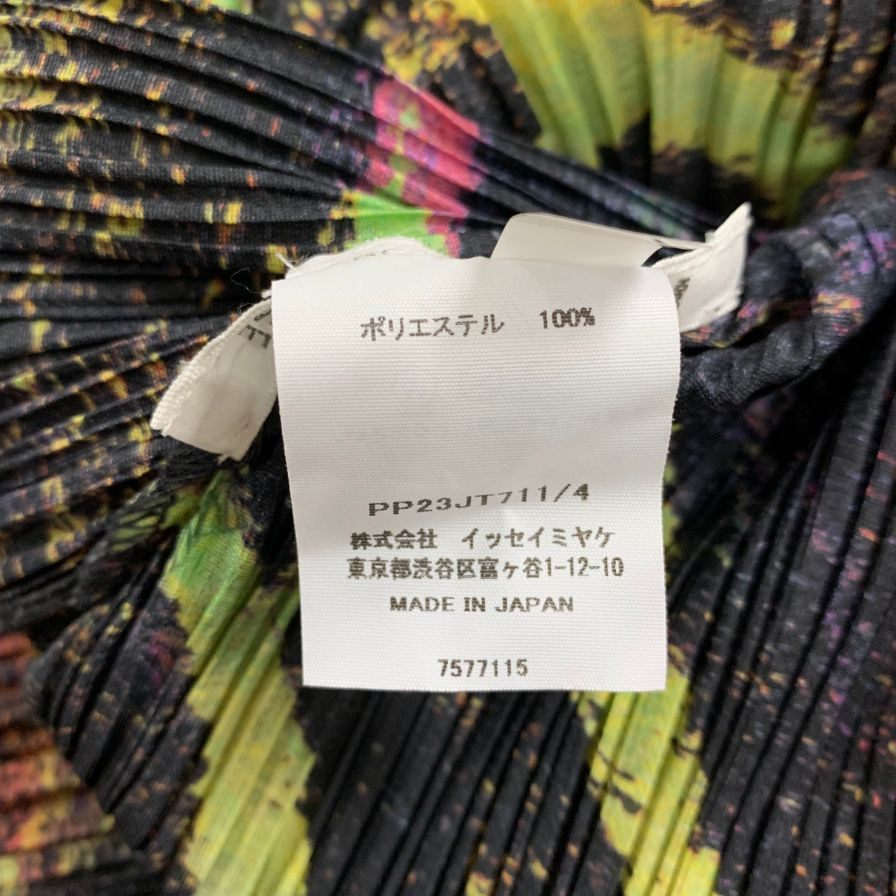 ポリエステル 100%
PP23JT711/4
株式会社 イッセイミヤケ
東京都渋谷区富ヶ谷1-12-10
MADE IN JAPAN
7577115